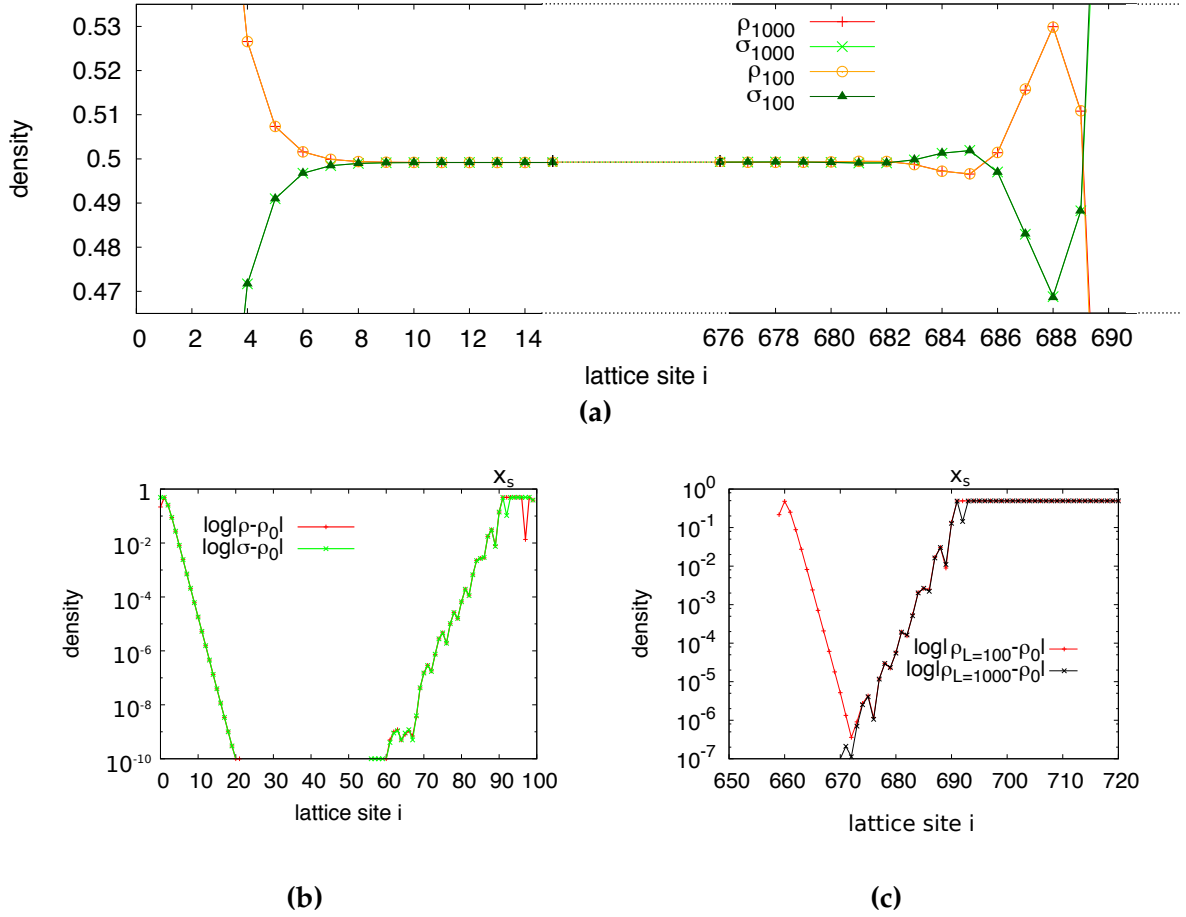 0.53
0.52
0.51
0.5
0.49
0.48
0.47
density
ρ1000
σ1000
ρ100
σ100
0 2 4 6 8 10 12 14 676 678 680 682 684 686 688 690
lattice site i
(a)
xs
1
10-2
10-4
10-6
10-8
10-10
density
log|ρ-ρ0|
log|σ-ρ0|
0 10 20 30 40 50 60 70 80 90 100
lattice site i
(b)
xs
100
10-1
10-2
10-3
10-4
10-5
10-6
10-7
density
log|ρL=100-ρ0|
log|ρL=1000-ρ0|
650 660 670 680 690 700 710 720
lattice site i
(c)